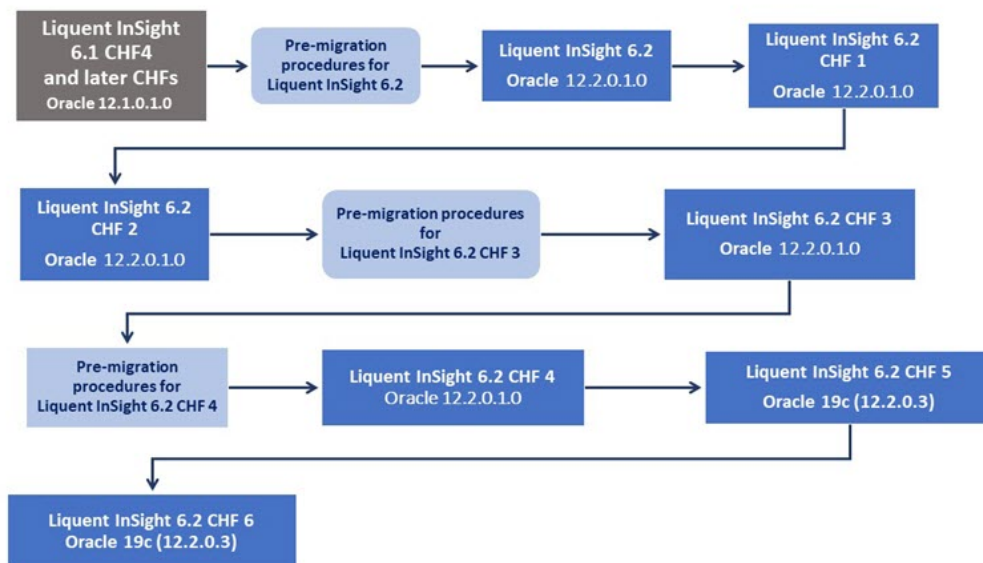 Liquent InSight
6.1 CHF4
and later CHFs
Oracle 12.1.0.1.0
Pre-migration
procedures for
Liquent InSight 6.2
Liquent InSight 6.2
Oracle 12.2.0.1.0
Liquent InSight 6.2
CHF 1
Oracle 12.2.0.1.0
Liquent InSight 6.2
CHF 2
Oracle 12.2.0.1.0
Pre-migration procedures
for
Liquent InSight 6.2 CHF 3
Liquent InSight 6.2 CHF 3
Oracle 12.2.0.1.0
Pre-migration
procedures for
Liquent InSight 6.2 CHF 4
Liquent InSight 6.2 CHF 4
Oracle 12.2.0.1.0
Liquent InSight 6.2 CHF 5
Oracle 19c (12.2.0.3)
Liquent InSight 6.2 CHF 6
Oracle 19c (12.2.0.3)